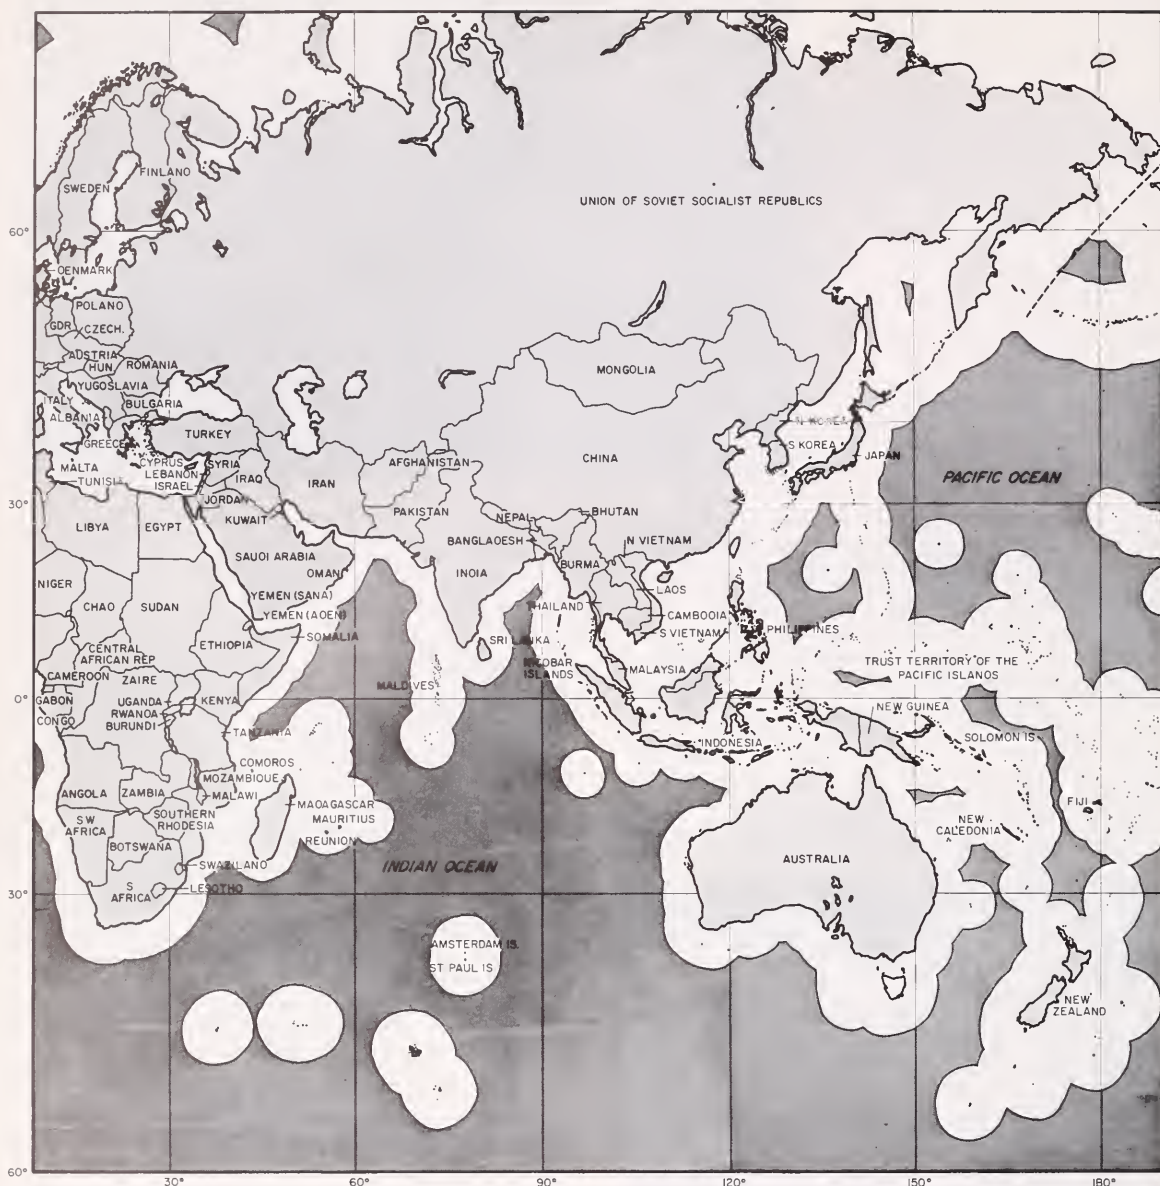 UNION OF SOVIET SOCIALIST REPUBLICS
FINLANO
SWEDEN
60°
OENMARK
POLANO
GDR
CZECH.
AUSTRIA
HUN
ROMANIA
YUGOSLAVIA
ITALY
BULGARIA
ALBANIA
GREECE
TURKEY
MONGOLIA
N KOREA
S KOREA
JAPAN
CHINA
MALTA
TUNISIA
CYPRUS
LEBANON
ISRAEL
SYRIA
IRAQ
JORDAN
KUWAIT
IRAN
AFGHANISTAN
PAKISTAN
PACIFIC OCEAN
30°
LIBYA
EGYPT
NEPAL
BHUTAN
BANGLAOESH
N VIETNAM
SAUOI ARABIA
OMAN
INOIA
BURMA
LAOS
NIGER
CHAO
SUDAN
YEMEN (SANA)
YEMEN (AOEN)
THAILAND
CAMBOOIA
S VIETNAM
PHILIPPINES
ETHIOPIA
SOMALIA
SRI LANKA
CENTRAL
AFRICAN REP
CAMEROON
ZAIRE
NICOBAR
ISLANDS
MALAYSIA
TRUST TERRITORY OF THE
PACIFIC ISLANOS
MALDIVES
0°
GABON
CONGO
UGANDA
RWANOA
BURUNDI
KENYA
TANZANIA
NEW GUINEA
SOLOMON IS
INDONESIA
COMOROS
MOZAMBIQUE
MALAWI
ANGOLA
ZAMBIA
SOUTHERN
RHODESIA
MAOAGASCAR
MAURITIUS
REUNION
S W
AFRICA
BOTSWANA
FIJI
NEW
CALEDONIA
AUSTRALIA
SWAZILANO
INDIAN OCEAN
30°
S
AFRICA
LESOTHO
AMSTERDAM IS.
ST PAUL IS
NEW
ZEALAND
60°
30° 60° 90° 120° 150° 180°